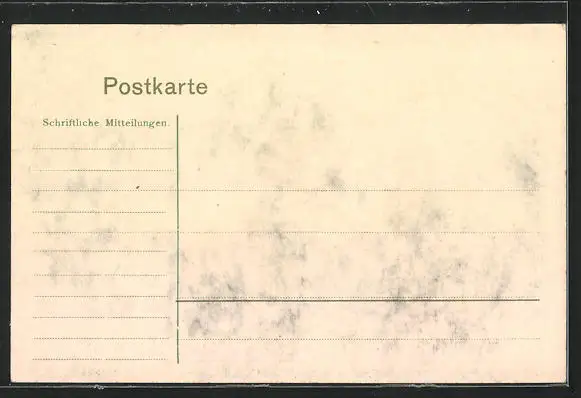 Postkarte
Schriftliche Mitteilungen.